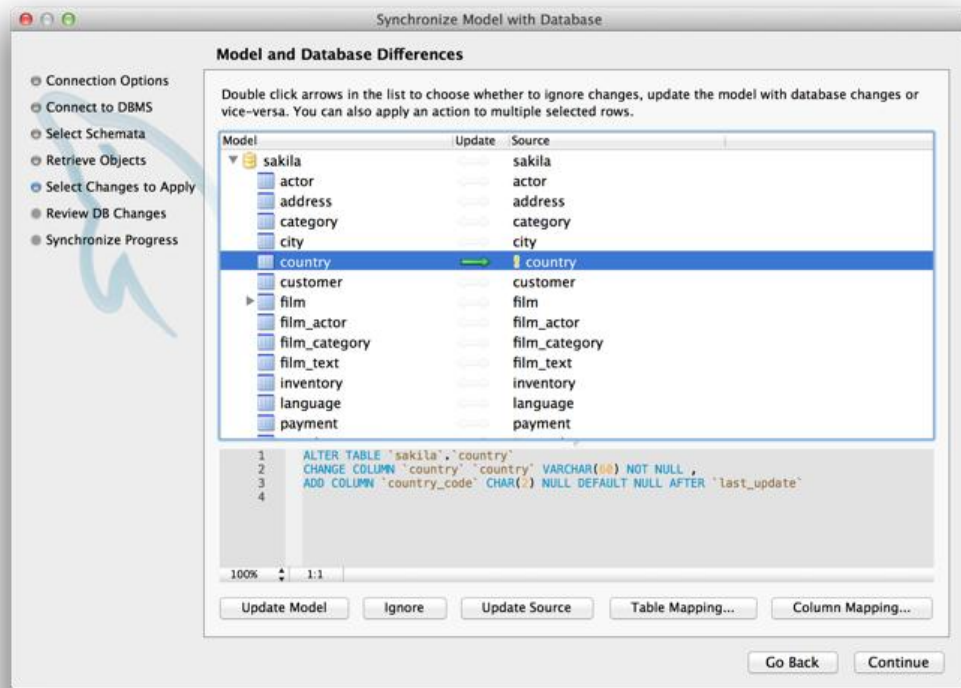 Synchronize Model with Database
Model and Database Differences
Connection Options
Connect to DBMS
Select Schemata
Retrieve Objects
Select Changes to Apply
Review DB Changes
Synchronize Progress
Double click arrows in the list to choose whether to ignore changes, update the model with database changes or
vice-versa. You can also apply an action to multiple selected rows.
Model Update Source
sakila sakila
actor actor
address address
category category
city city
country country
customer customer
film film
film_actor film_actor
film_category film_category
film_text film_text
inventory inventory
language language
payment payment
1 ALTER TABLE `sakila`.`country`
2 CHANGE COLUMN `country` `country` VARCHAR(60) NOT NULL ,
3 ADD COLUMN `country_code` CHAR(2) NULL DEFAULT NULL AFTER `last_update`
4
100% 1:1
Update Model Ignore Update Source Table Mapping... Column Mapping...
Go Back Continue